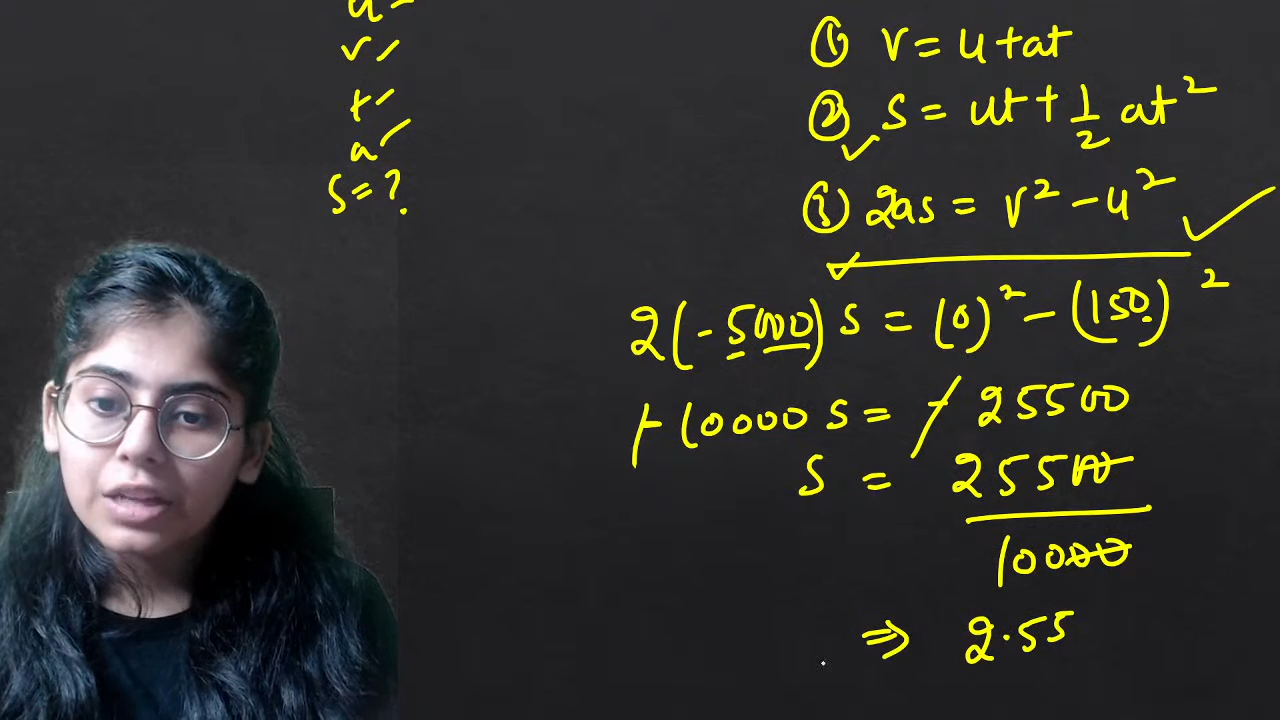 u -
v ✓
t ✓
a ✓
S = ?
① v = u + at
② s = ut + 1/2 at²
③ 2as = v² - u² ✓
2(-5000) s = (0)² - (150)²
- 10000 s = - 25500
s = 25500 / 10000
⇒ 2.55